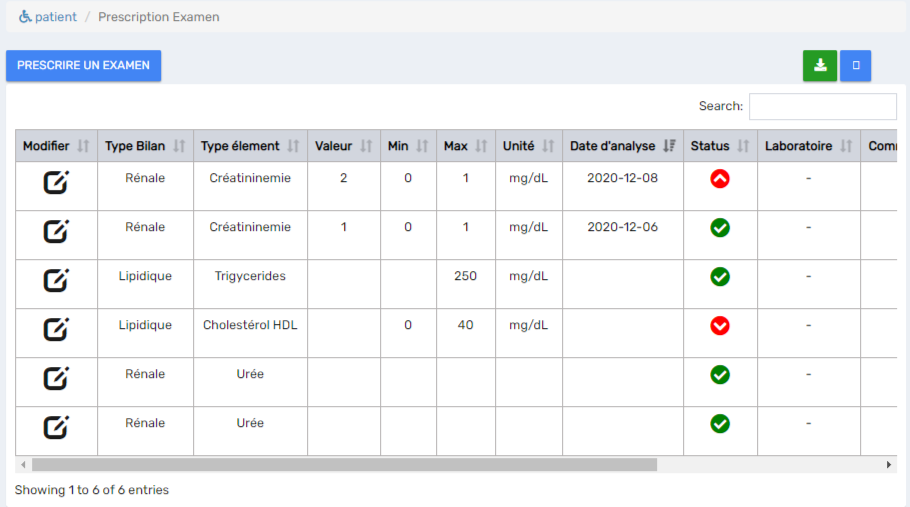 patient / Prescription Examen
PRESCRIRE UN EXAMEN
Search:
Modifier Type Bilan Type élement Valeur Min Max Unité Date d'analyse Status Laboratoire Com
Rénale Créatininemie 2 0 1 mg/dL 2020-12-08 -
Rénale Créatininemie 1 0 1 mg/dL 2020-12-06 -
Lipidique Trigycerides 250 mg/dL -
Lipidique Cholestérol HDL 0 40 mg/dL -
Rénale Urée -
Rénale Urée -
Showing 1 to 6 of 6 entries